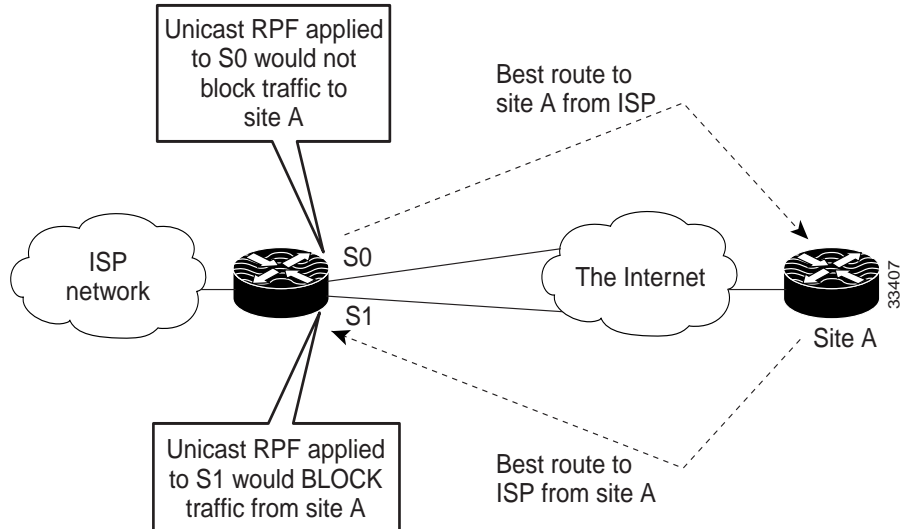 Unicast RPF applied
to S0 would not
block traffic to
site A
Best route to
site A from ISP
ISP
network
S0
S1
The Internet
Site A
33407
Unicast RPF applied
to S1 would BLOCK
traffic from site A
Best route to
ISP from site A